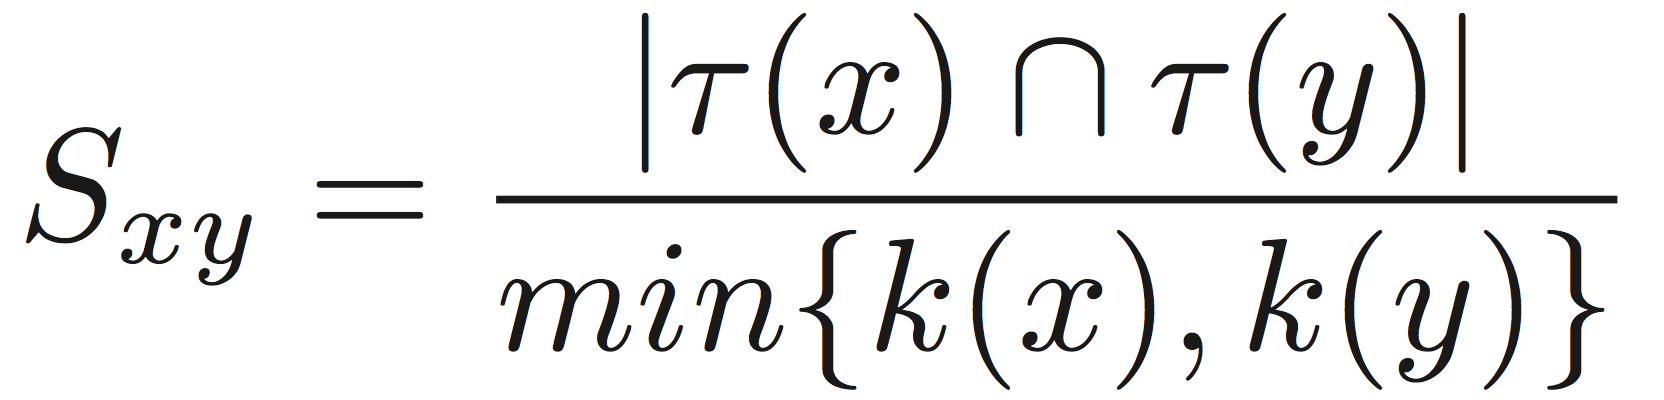 S_{xy} = \frac{|\tau(x) \cap \tau(y)|}{min\{k(x), k(y)\}}